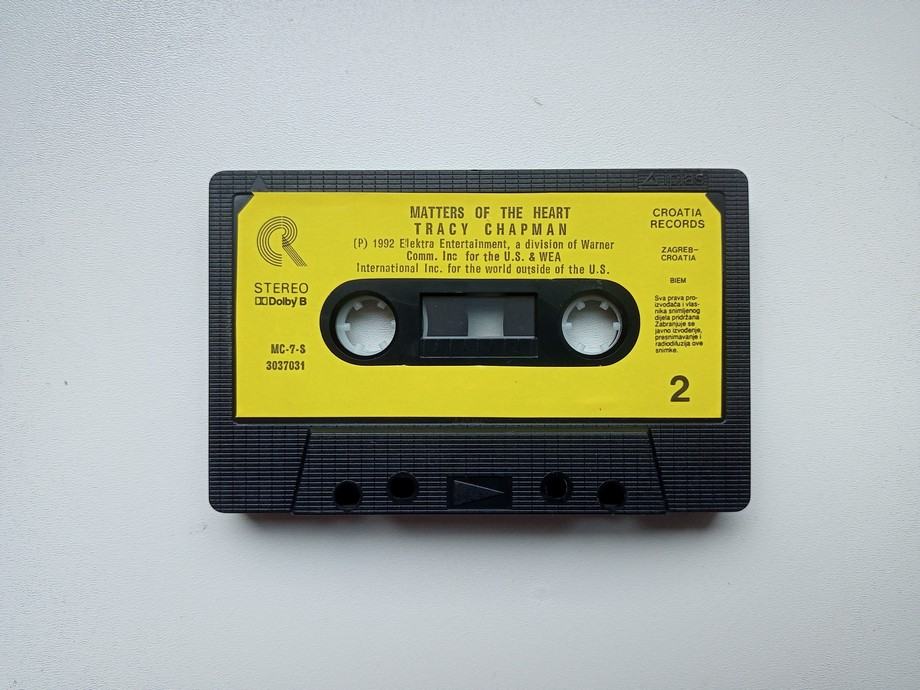 MATTERS OF THE HEART
TRACY CHAPMAN
(P) 1992 Elektra Entertainment, a division of Warner
Comm. Inc for the U.S. & WEA
International Inc. for the world outside of the U.S.
STEREO
Dolby B
MC-7-S
3037031
CROATIA
RECORDS
ZAGREB-
CROATIA
BIEM
Sva prava pro-
izvođača i vlas-
nika snimljenog
dijela pridržana
Zabranjuje se
javno izvođenje,
presnimavanje i
radiodifuzija ove
snimke.
2